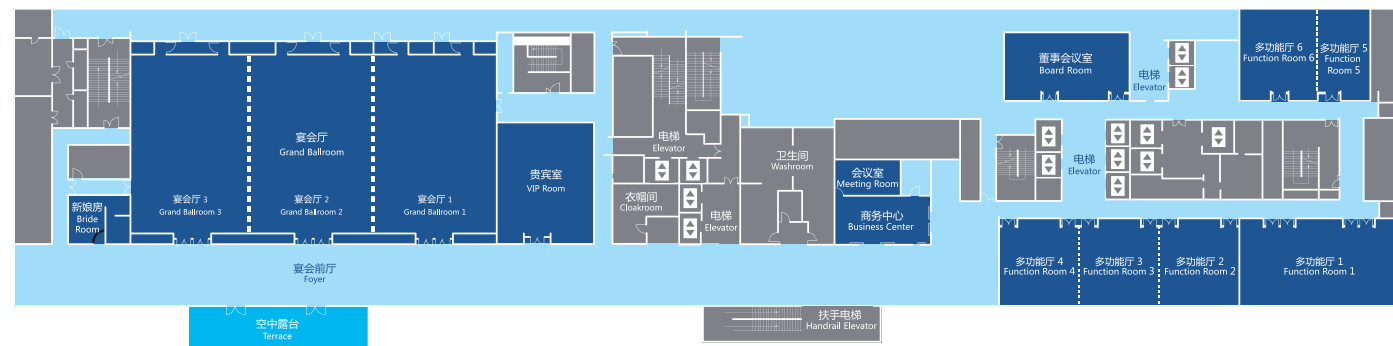 宴会厅
Grand Ballroom
宴会厅 3
Grand Ballroom 3
宴会厅 2
Grand Ballroom 2
宴会厅 1
Grand Ballroom 1
新娘房
Bride
Room
贵宾室
VIP Room
宴会前厅
Foyer
空中露台
Terrace
电梯
Elevator
衣帽间
Cloakroom
电梯
Elevator
卫生间
Washroom
会议室
Meeting Room
商务中心
Business Center
扶手电梯
Handrail Elevator
董事会议室
Board Room
电梯
Elevator
多功能厅 6
Function Room 6
多功能厅 5
Function
Room 5
电梯
Elevator
多功能厅 4
Function Room 4
多功能厅 3
Function Room 3
多功能厅 2
Function Room 2
多功能厅 1
Function Room 1